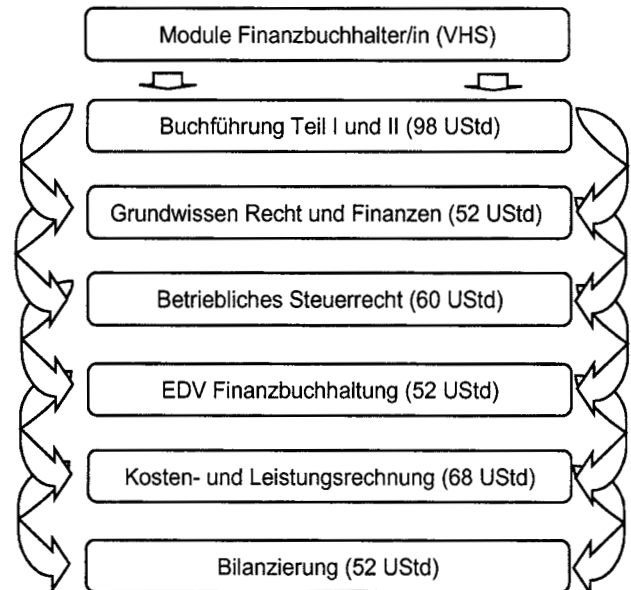 Module Finanzbuchhalter/in (VHS)
Buchführung Teil I und II (98 UStd)
Grundwissen Recht und Finanzen (52 UStd)
Betriebliches Steuerrecht (60 UStd)
EDV Finanzbuchhaltung (52 UStd)
Kosten- und Leistungsrechnung (68 UStd)
Bilanzierung (52 UStd)